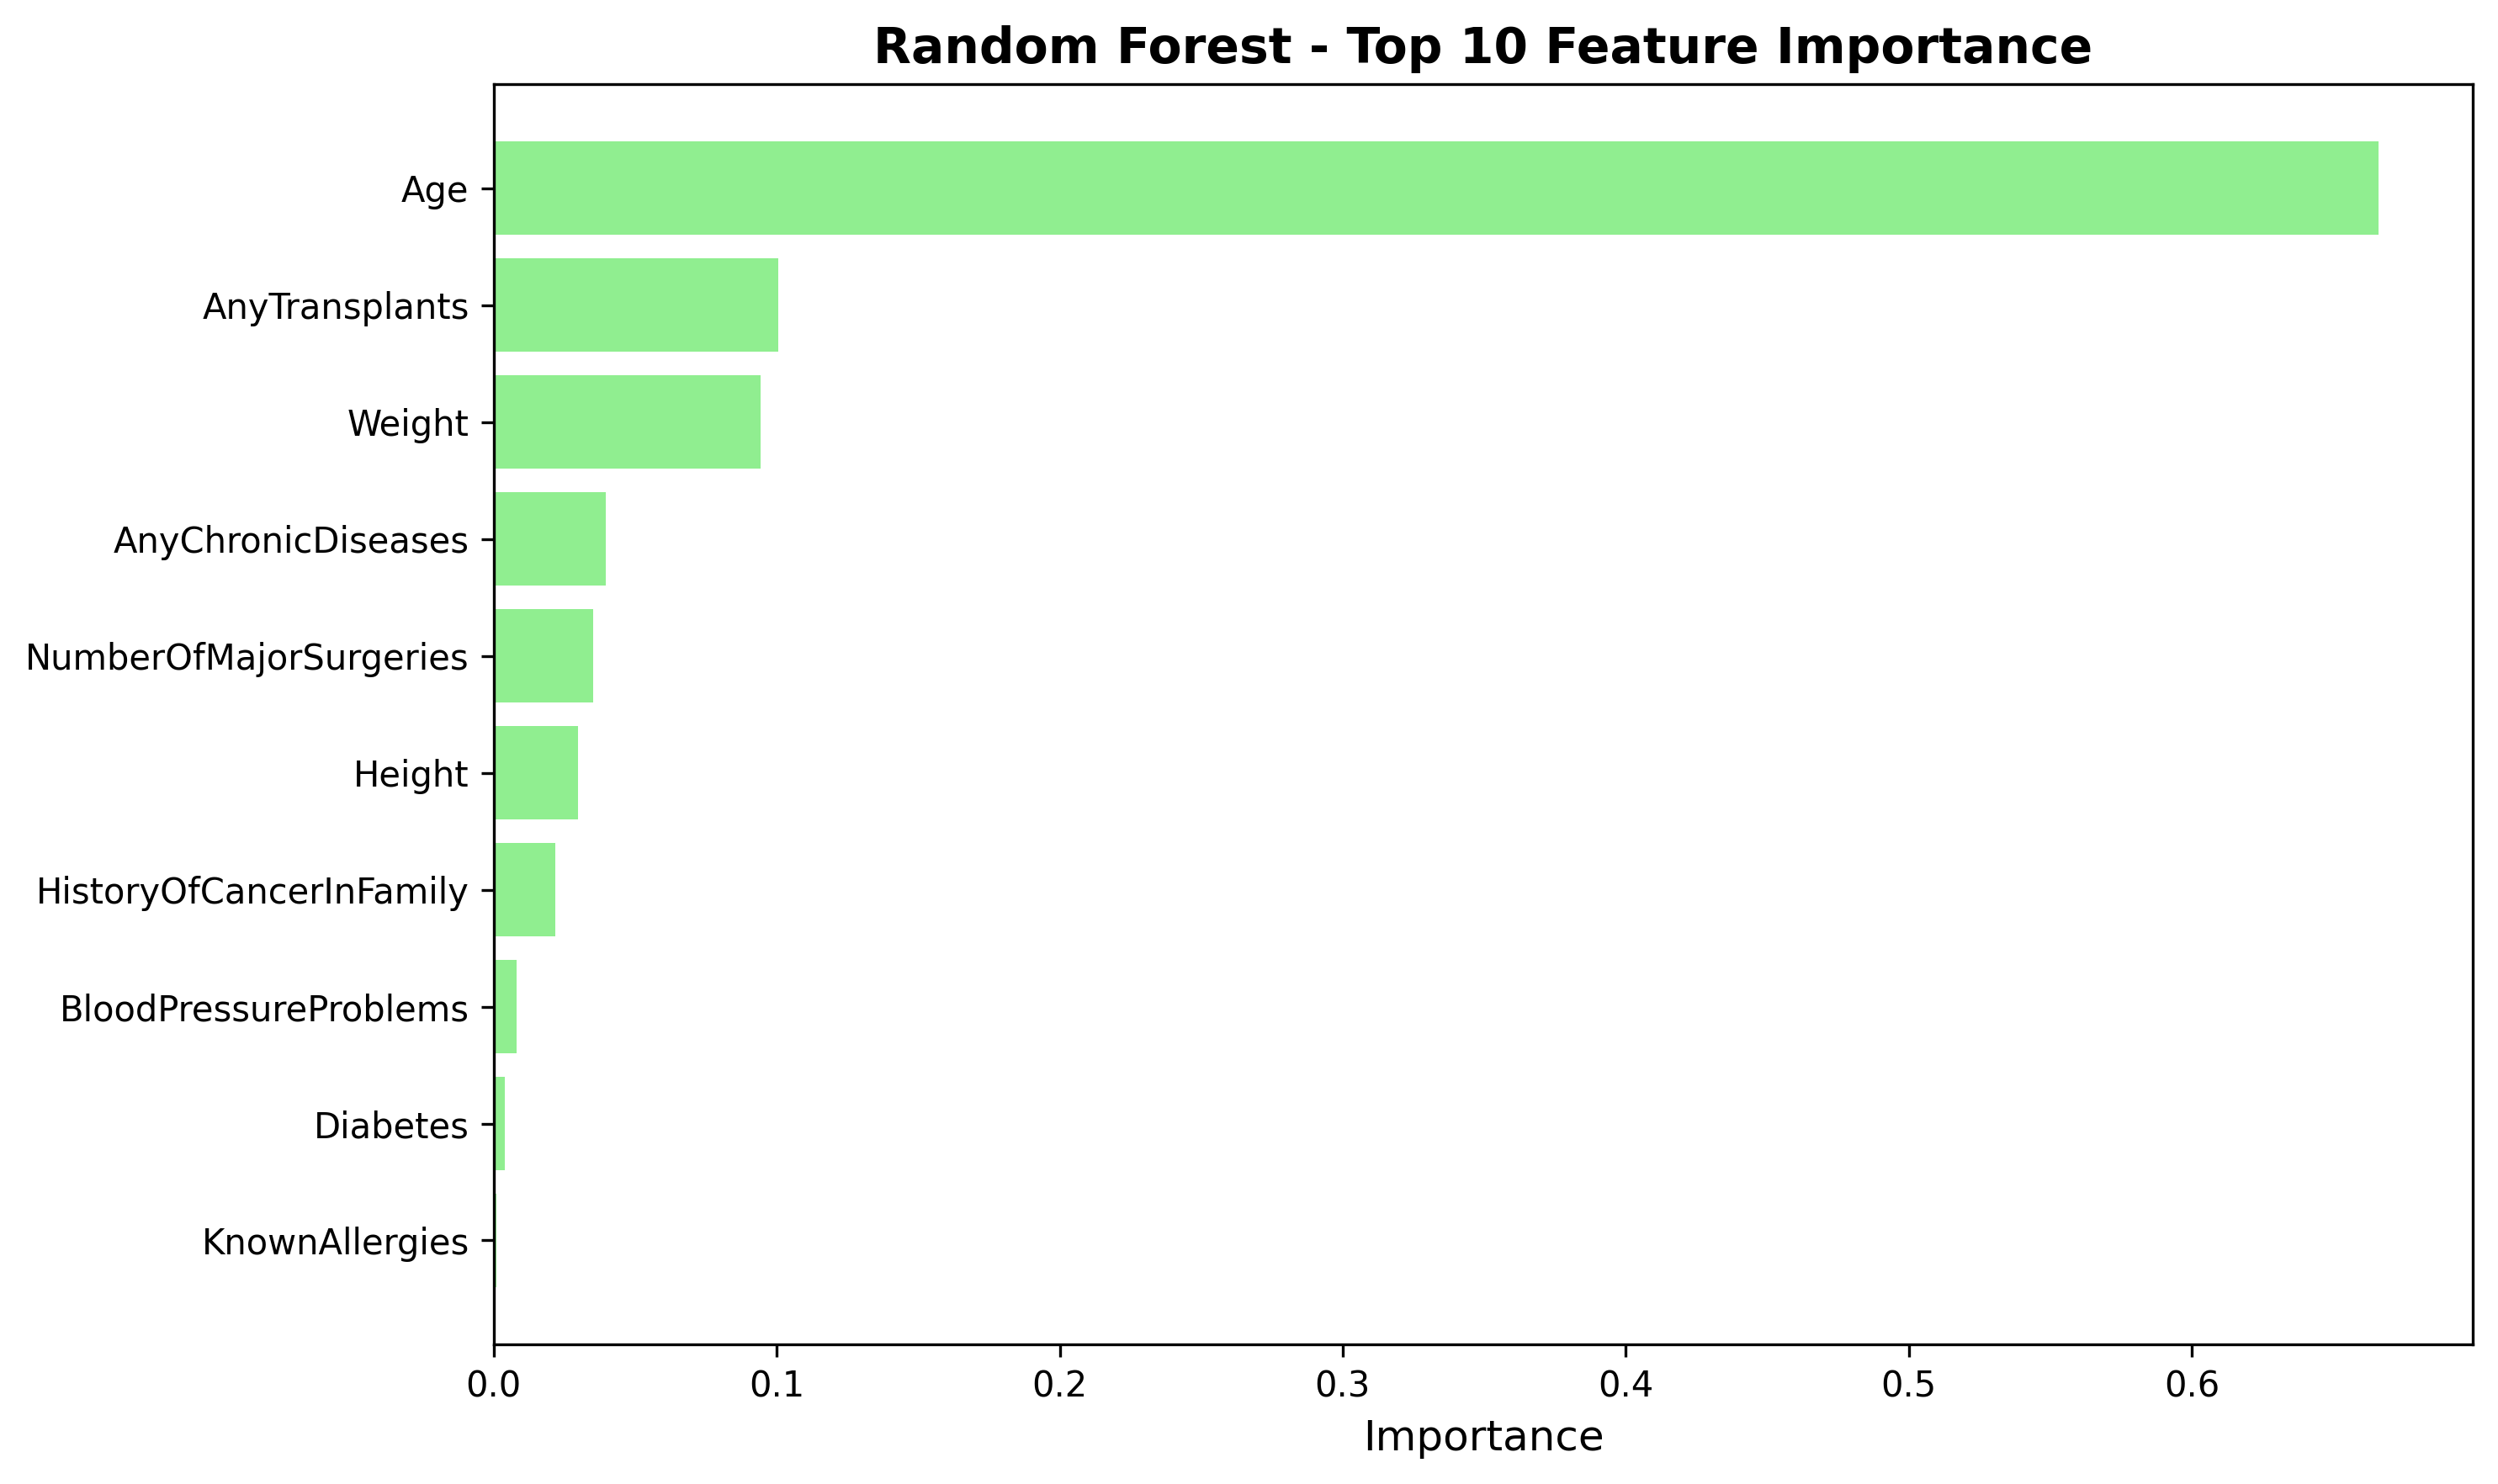 Random Forest - Top 10 Feature Importance
Age
AnyTransplants
Weight
AnyChronicDiseases
NumberOfMajorSurgeries
Height
HistoryOfCancerInFamily
BloodPressureProblems
Diabetes
KnownAllergies
0.0 0.1 0.2 0.3 0.4 0.5 0.6
Importance